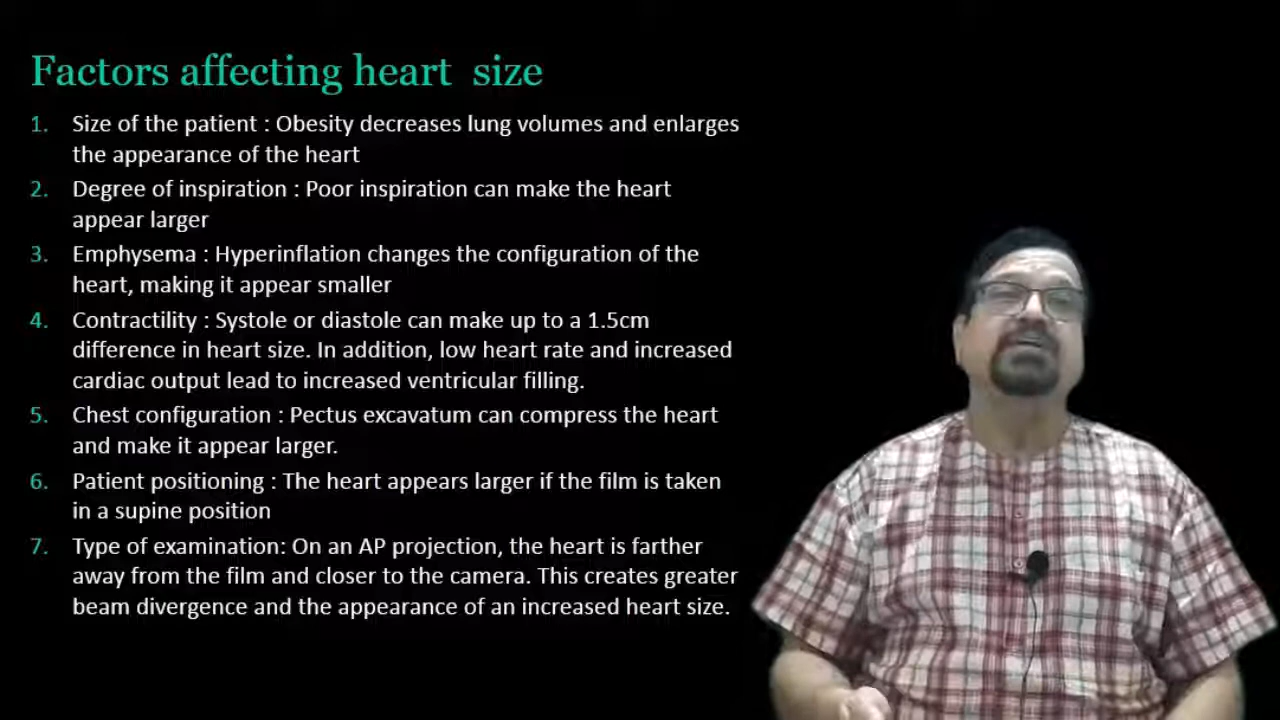 Factors affecting heart size
1. Size of the patient : Obesity decreases lung volumes and enlarges
the appearance of the heart
2. Degree of inspiration : Poor inspiration can make the heart
appear larger
3. Emphysema : Hyperinflation changes the configuration of the
heart, making it appear smaller
4. Contractility : Systole or diastole can make up to a 1.5cm
difference in heart size. In addition, low heart rate and increased
cardiac output lead to increased ventricular filling.
5. Chest configuration : Pectus excavatum can compress the heart
and make it appear larger.
6. Patient positioning : The heart appears larger if the film is taken
in a supine position
7. Type of examination: On an AP projection, the heart is farther
away from the film and closer to the camera. This creates greater
beam divergence and the appearance of an increased heart size.